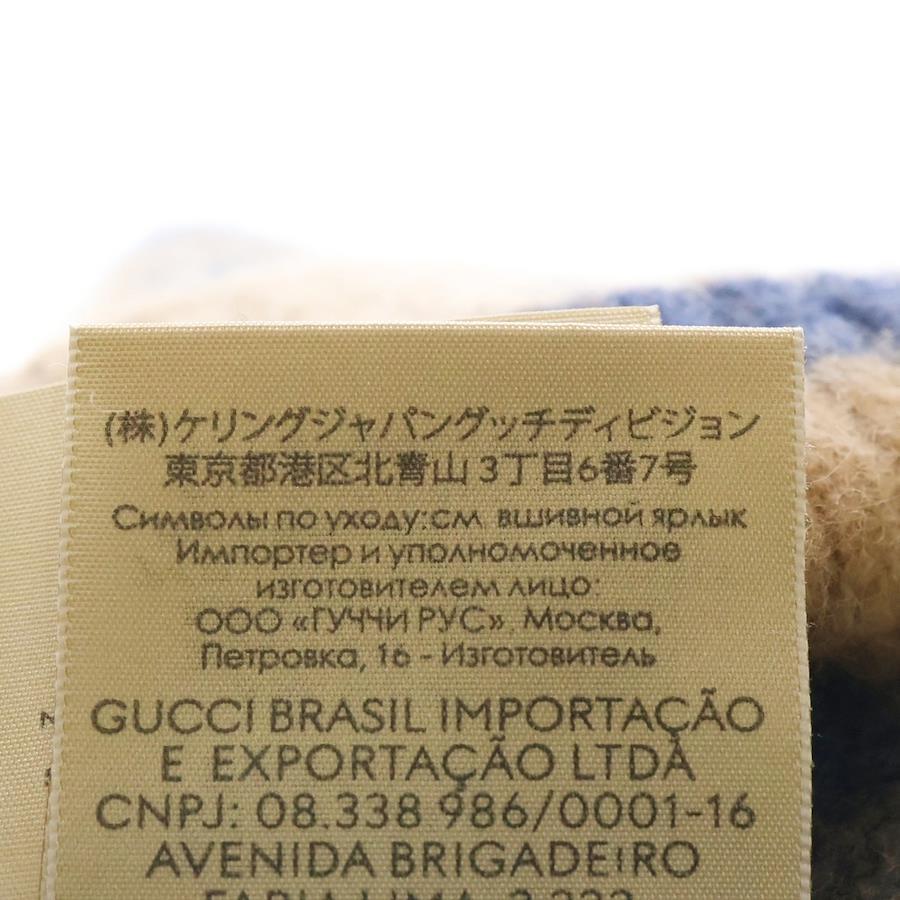 (株)ケリングジャパングッチディビジョン
東京都港区北青山3丁目6番7号
Символы по уходу:см. вшивной ярлык
Импортер и уполномоченное
изготовителем лицо:
ООО «ГУЧЧИ РУС», Москва,
Петровка, 16 - Изготовитель
GUCCI BRASIL IMPORTAÇÃO
E EXPORTAÇÃO LTDA
CNPJ: 08.338 986/0001-16
AVENIDA BRIGADEIRO
FARIA LIMA